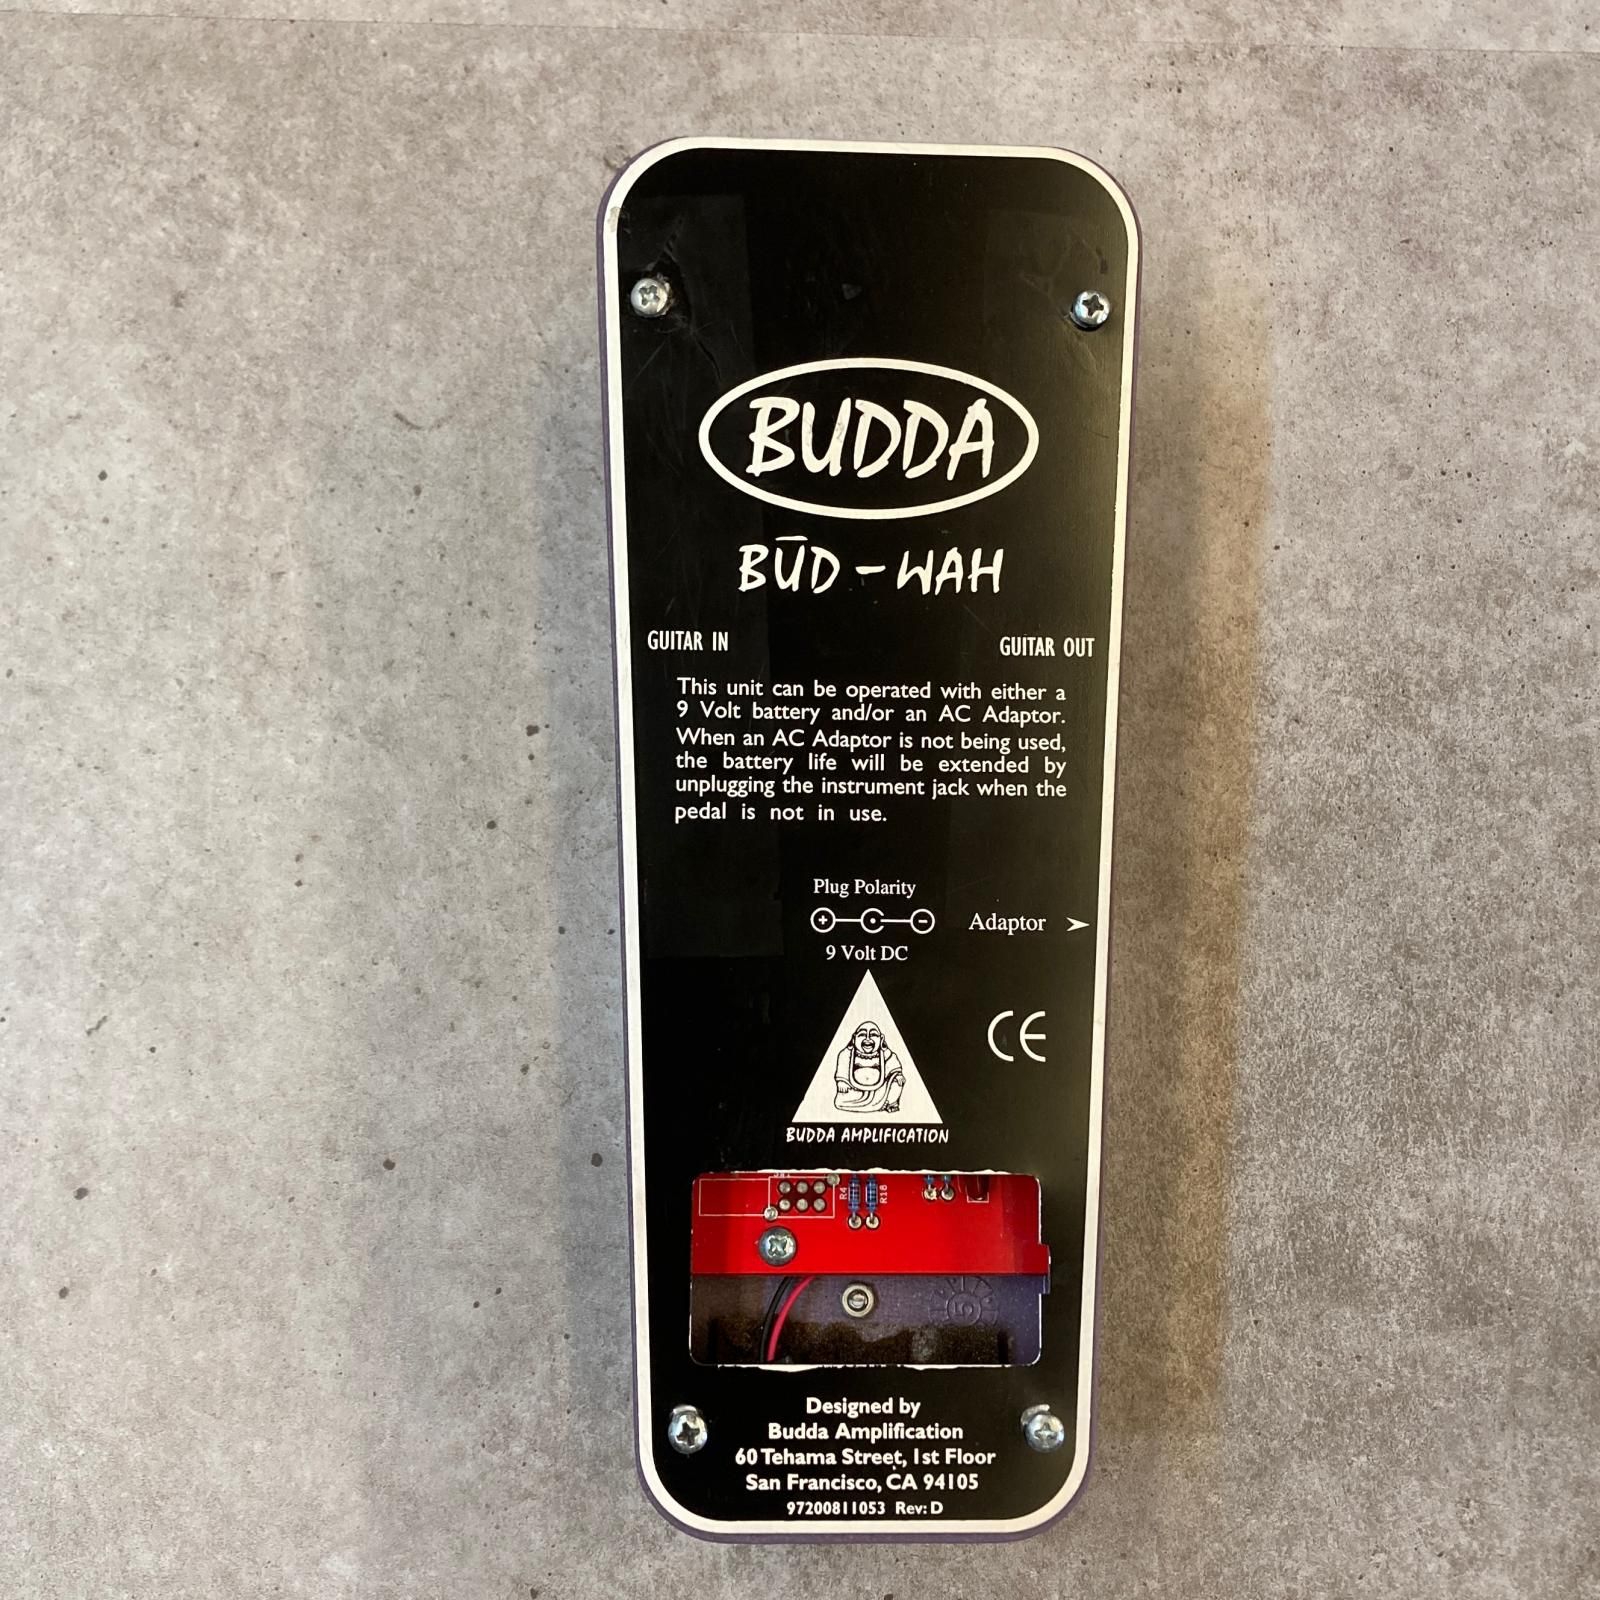 BUDDA
BŪD-WAH
GUITAR IN GUITAR OUT
This unit can be operated with either a
9 Volt battery and/or an AC Adaptor.
When an AC Adaptor is not being used,
the battery life will be extended by
unplugging the instrument jack when the
pedal is not in use.
Plug Polarity
Adaptor
9 Volt DC
CE
BUDDA AMPLIFICATION
R4 R18
Designed by
Budda Amplification
60 Tehama Street, 1st Floor
San Francisco, CA 94105
97200811053 Rev: D